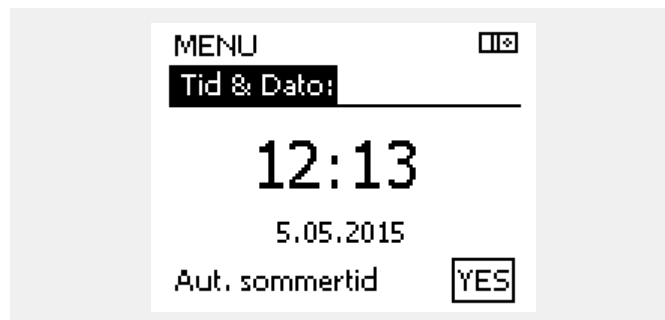 MENU
Tid & Dato:
12:13
5.05.2015
Aut. sommertid YES